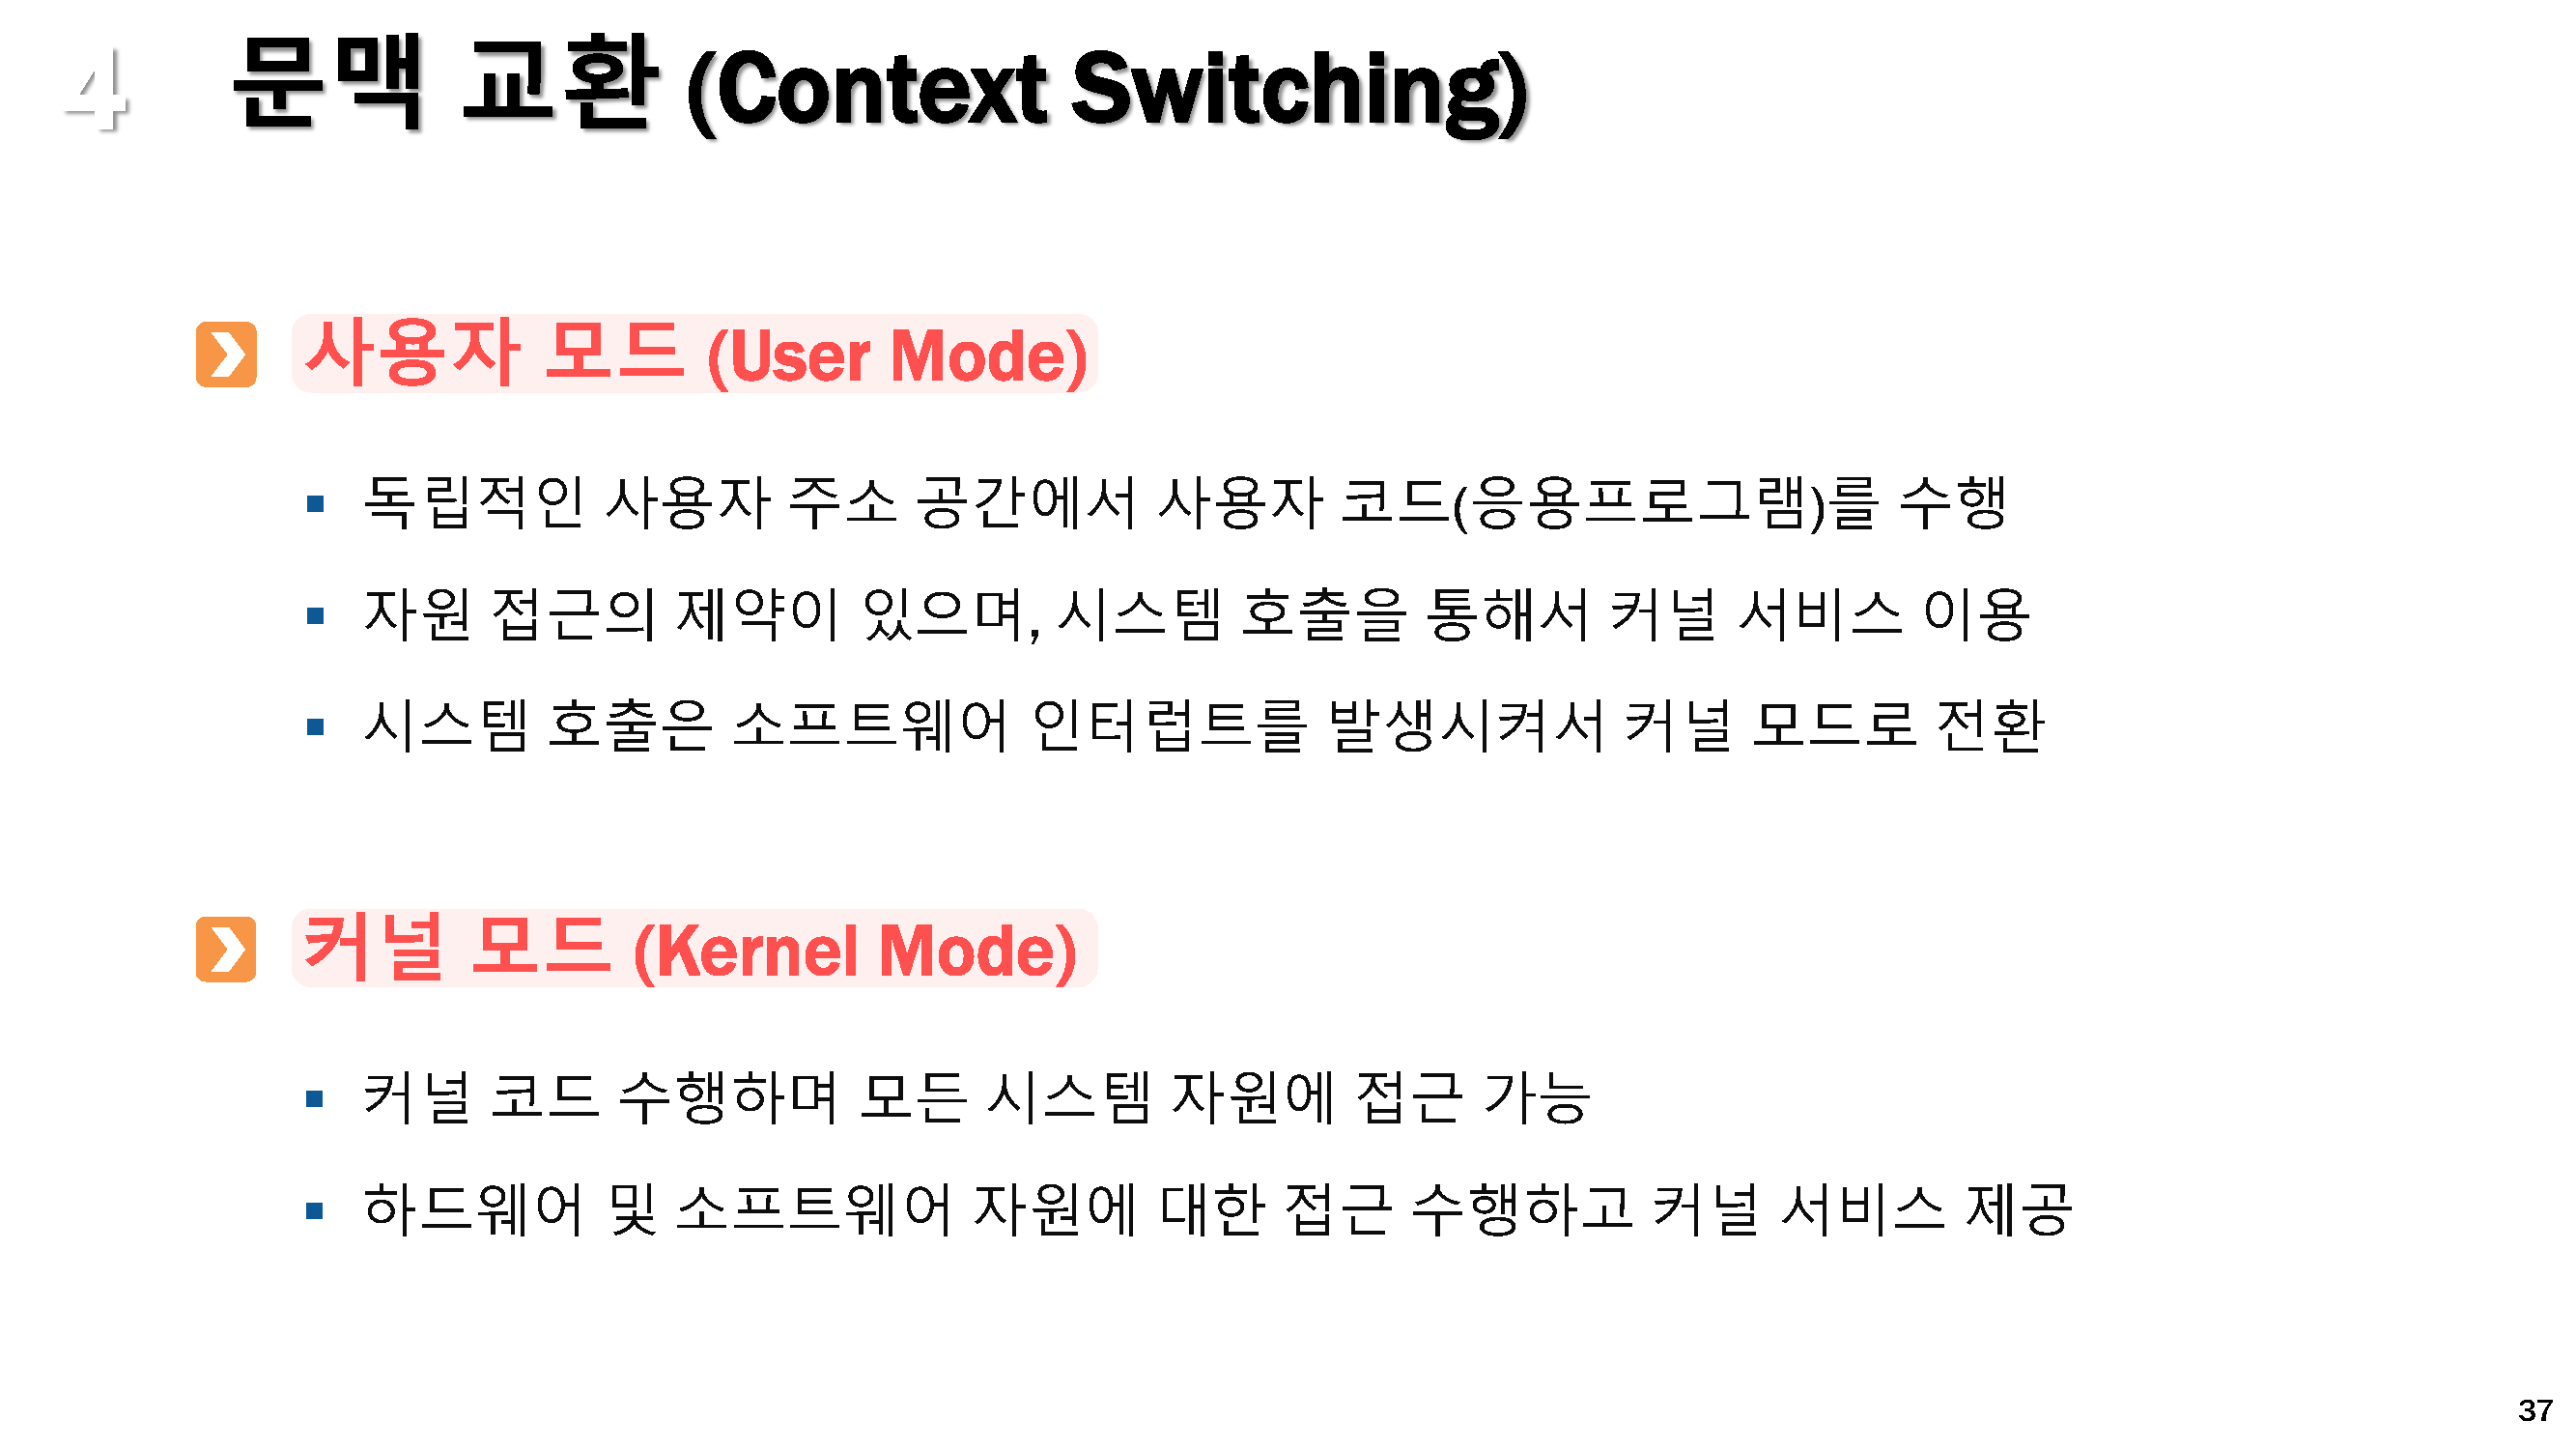 4 문맥 교환 (Context Switching)
사용자 모드 (User Mode)
▪ 독립적인 사용자 주소 공간에서 사용자 코드(응용프로그램)를 수행
▪ 자원 접근의 제약이 있으며, 시스템 호출을 통해서 커널 서비스 이용
▪ 시스템 호출은 소프트웨어 인터럽트를 발생시켜서 커널 모드로 전환
커널 모드 (Kernel Mode)
▪ 커널 코드 수행하며 모든 시스템 자원에 접근 가능
▪ 하드웨어 및 소프트웨어 자원에 대한 접근 수행하고 커널 서비스 제공
37